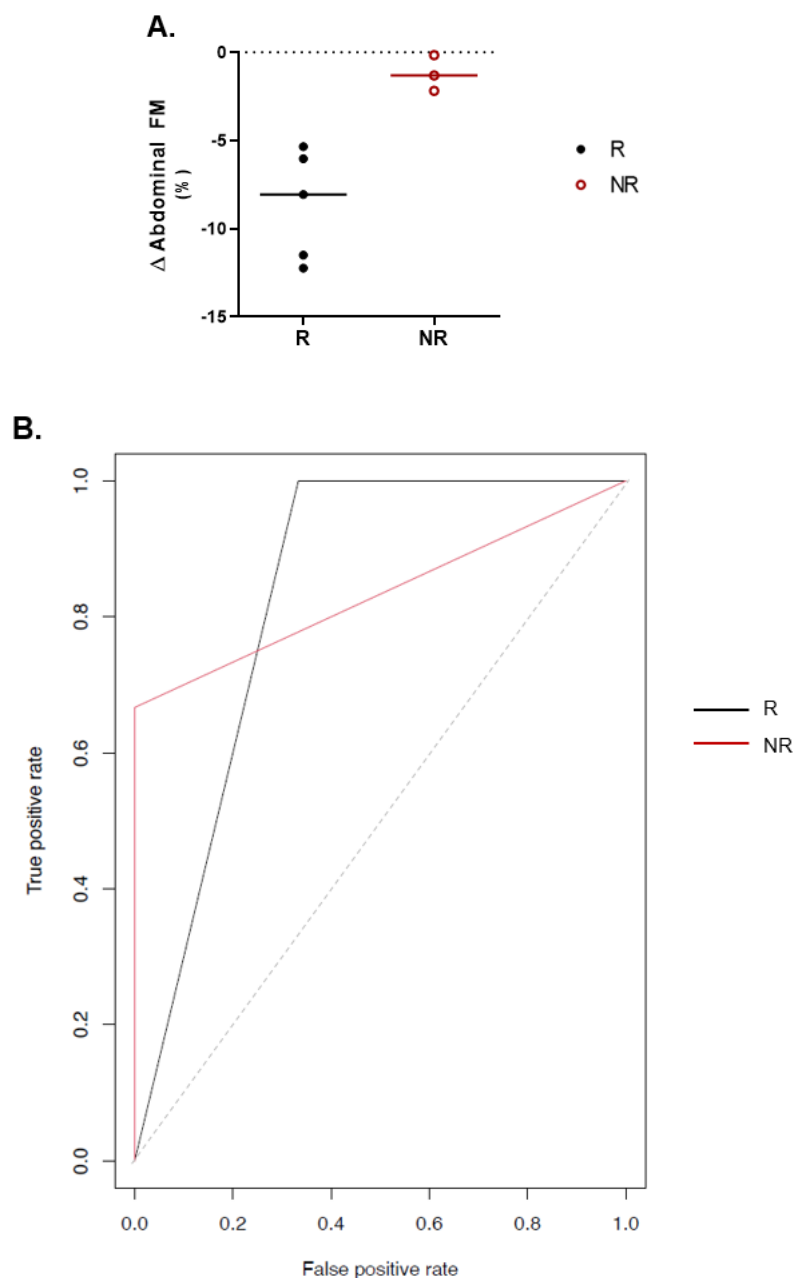 A.
Δ Abdominal FM
(%)
0
-5
-10
-15
R
NR
R
NR
B.
True positive rate
1.0
0.8
0.6
0.4
0.2
0.0
0.0 0.2 0.4 0.6 0.8 1.0
False positive rate
R
NR